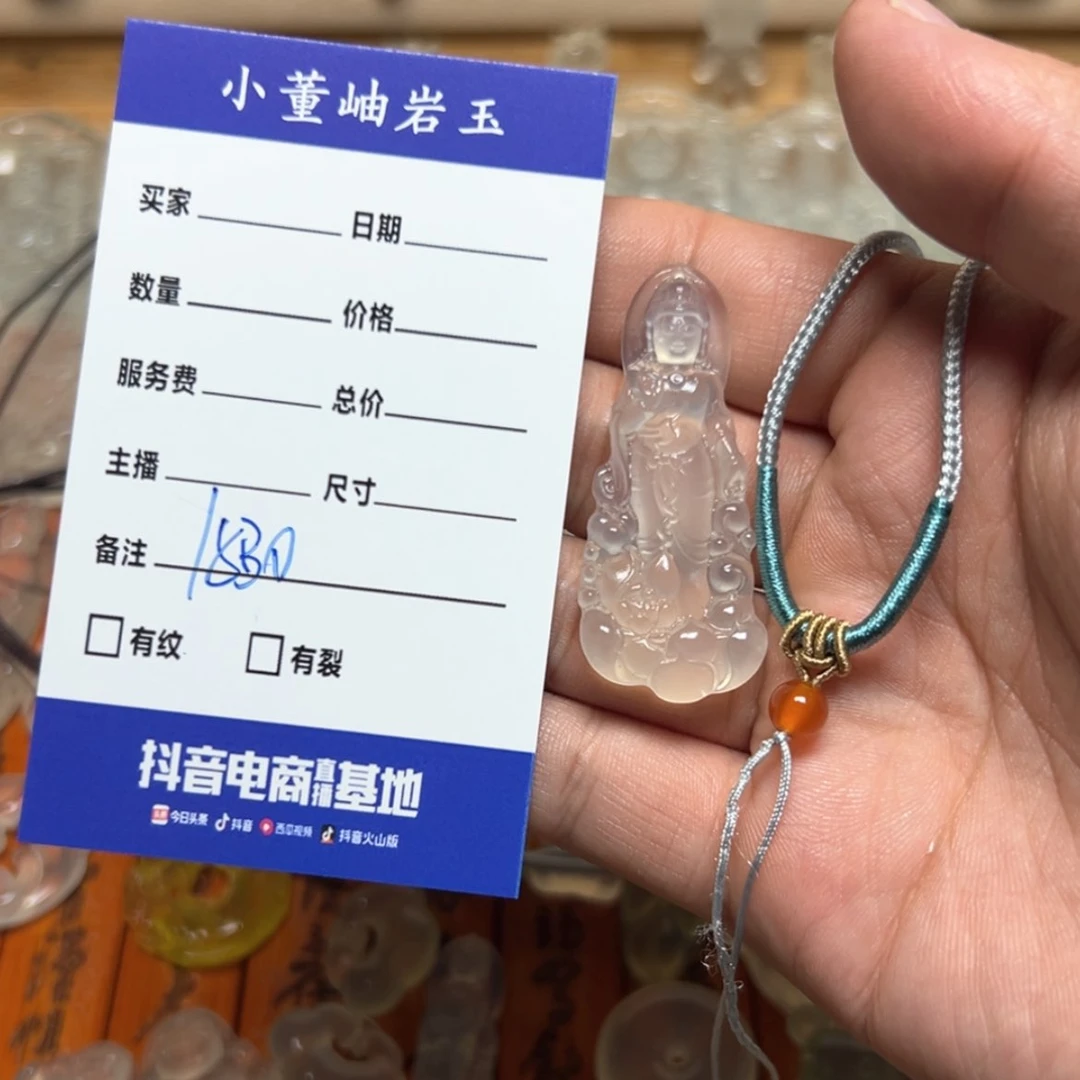 小董岫岩玉
买家 日期
数量 价格
服务费 总价
主播 尺寸
备注
有纹 有裂
抖音电商直播基地
今日头条 抖音 西瓜视频 抖音火山版